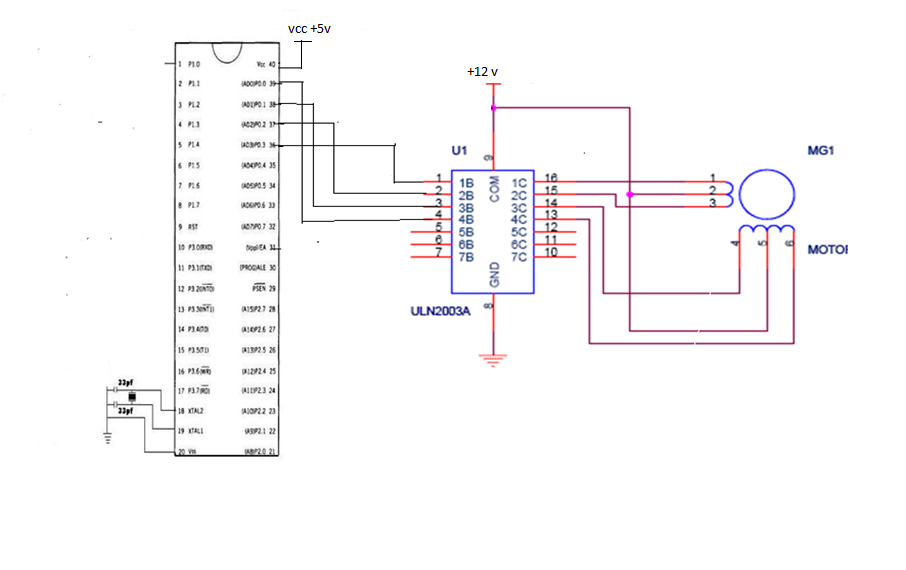 vcc +5v
1 P1.0 Vcc 40
2 P1.1 (AD0)P0.0 39
3 P1.2 (AD1)P0.1 38
4 P1.3 (AD2)P0.2 37
5 P1.4 (AD3)P0.3 36
6 P1.5 (AD4)P0.4 35
7 P1.6 (AD5)P0.5 34
8 P1.7 (AD6)P0.6 33
9 RST (AD7)P0.7 32
10 P3.0(RXD) (Vpp)/EA 31
11 P3.1(TXD) (PROG)ALE 30
12 P3.2(INT0) PSEN 29
13 P3.3(INT1) (A15)P2.7 28
14 P3.4(T0) (A14)P2.6 27
15 P3.5(T1) (A13)P2.5 26
16 P3.6(WR) (A12)P2.4 25
17 P3.7(RD) (A11)P2.3 24
18 XTAL2 (A10)P2.2 23
19 XTAL1 (A9)P2.1 22
20 Vss (A8)P2.0 21
33pf
33pf
+12 v
U1
9
COM
1 1B 1C 16
2 2B 2C 15
3 3B 3C 14
4 4B 4C 13
5 5B 5C 12
6 6B 6C 11
7 7B 7C 10
GND
8
ULN2003A
MG1
1
2
3
4 5 6
MOTOR